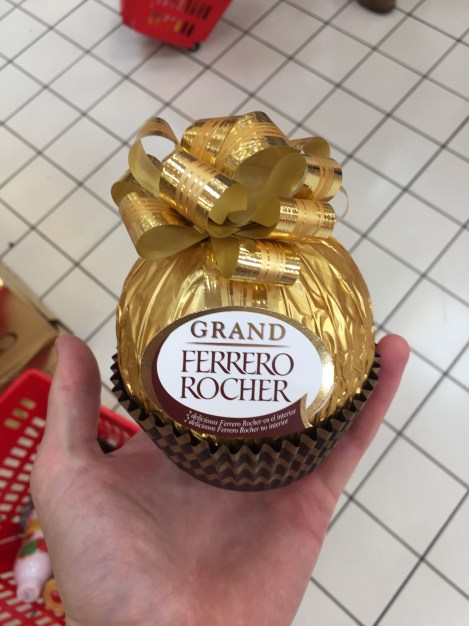 GRAND
FERRERO
ROCHER
2 deliciosos Ferrero Rocher en el interior
2 deliciosos Ferrero Rocher no interior